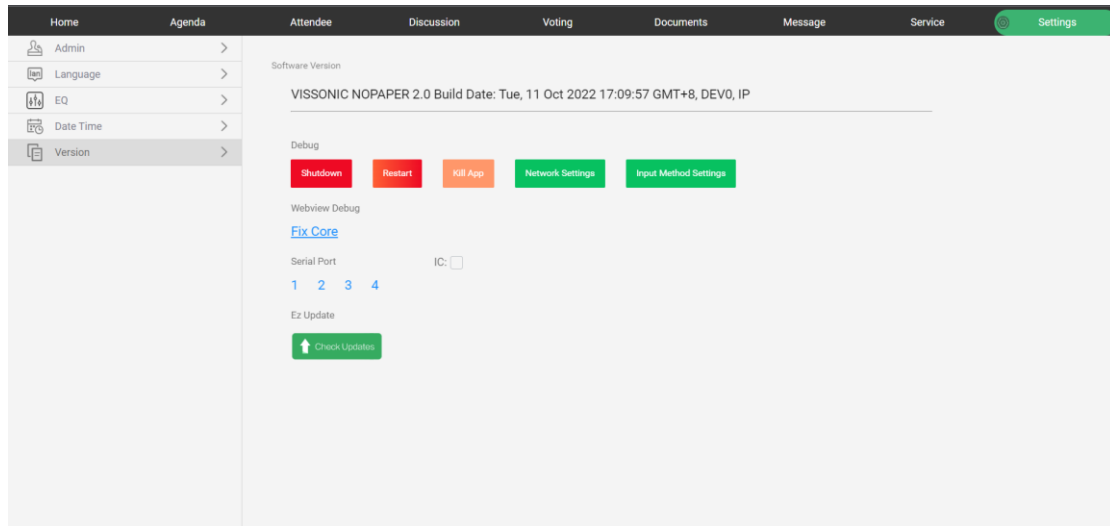 Home Agenda Attendee Discussion Voting Documents Message Service Settings
Admin
lan Language
EQ
Date Time
Version
Software Version
VISSONIC NOPAPER 2.0 Build Date: Tue, 11 Oct 2022 17:09:57 GMT+8, DEV0, IP
Debug
Shutdown Restart Kill App Network Settings Input Method Settings
Webview Debug
Fix Core
Serial Port IC:
1 2 3 4
Ez Update
Check Updates